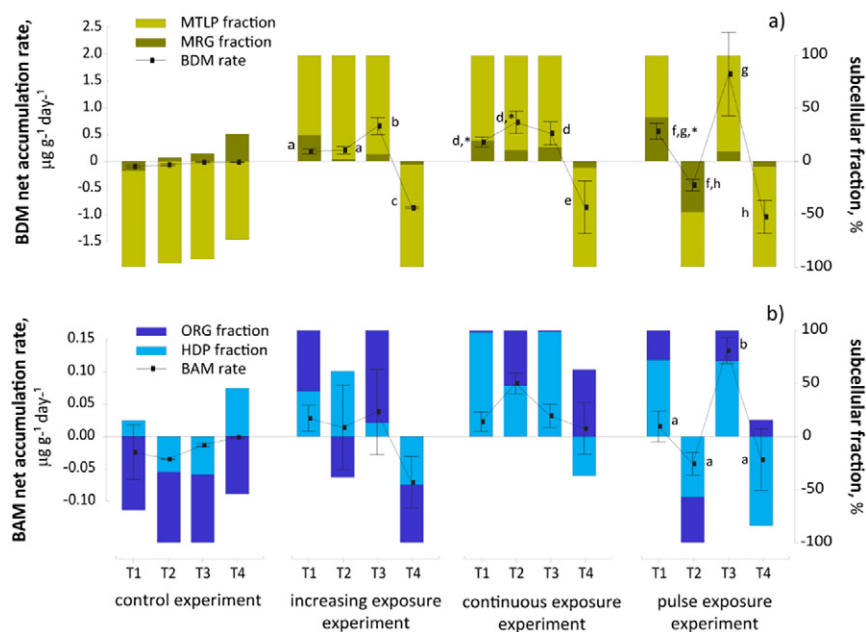 a)
MTLP fraction
MRG fraction
BDM rate
BDM net accumulation rate,
µg g⁻¹ day⁻¹
2.5
2.0
1.5
1.0
0.5
0
-0.5
-1.0
-1.5
a
a
b
c
d,*
d,*
d
e
f,g,*
f,h
g
h
100
50
0
-50
-100
subcellular fraction, %
b)
ORG fraction
HDP fraction
BAM rate
BAM net accumulation rate,
µg g⁻¹ day⁻¹
0.15
0.10
0.05
0.00
-0.05
-0.10
a
a
b
a
100
50
0
-50
-100
subcellular fraction, %
T1 T2 T3 T4 T1 T2 T3 T4 T1 T2 T3 T4 T1 T2 T3 T4
control experiment
increasing exposure
experiment
continuous exposure
experiment
pulse exposure
experiment